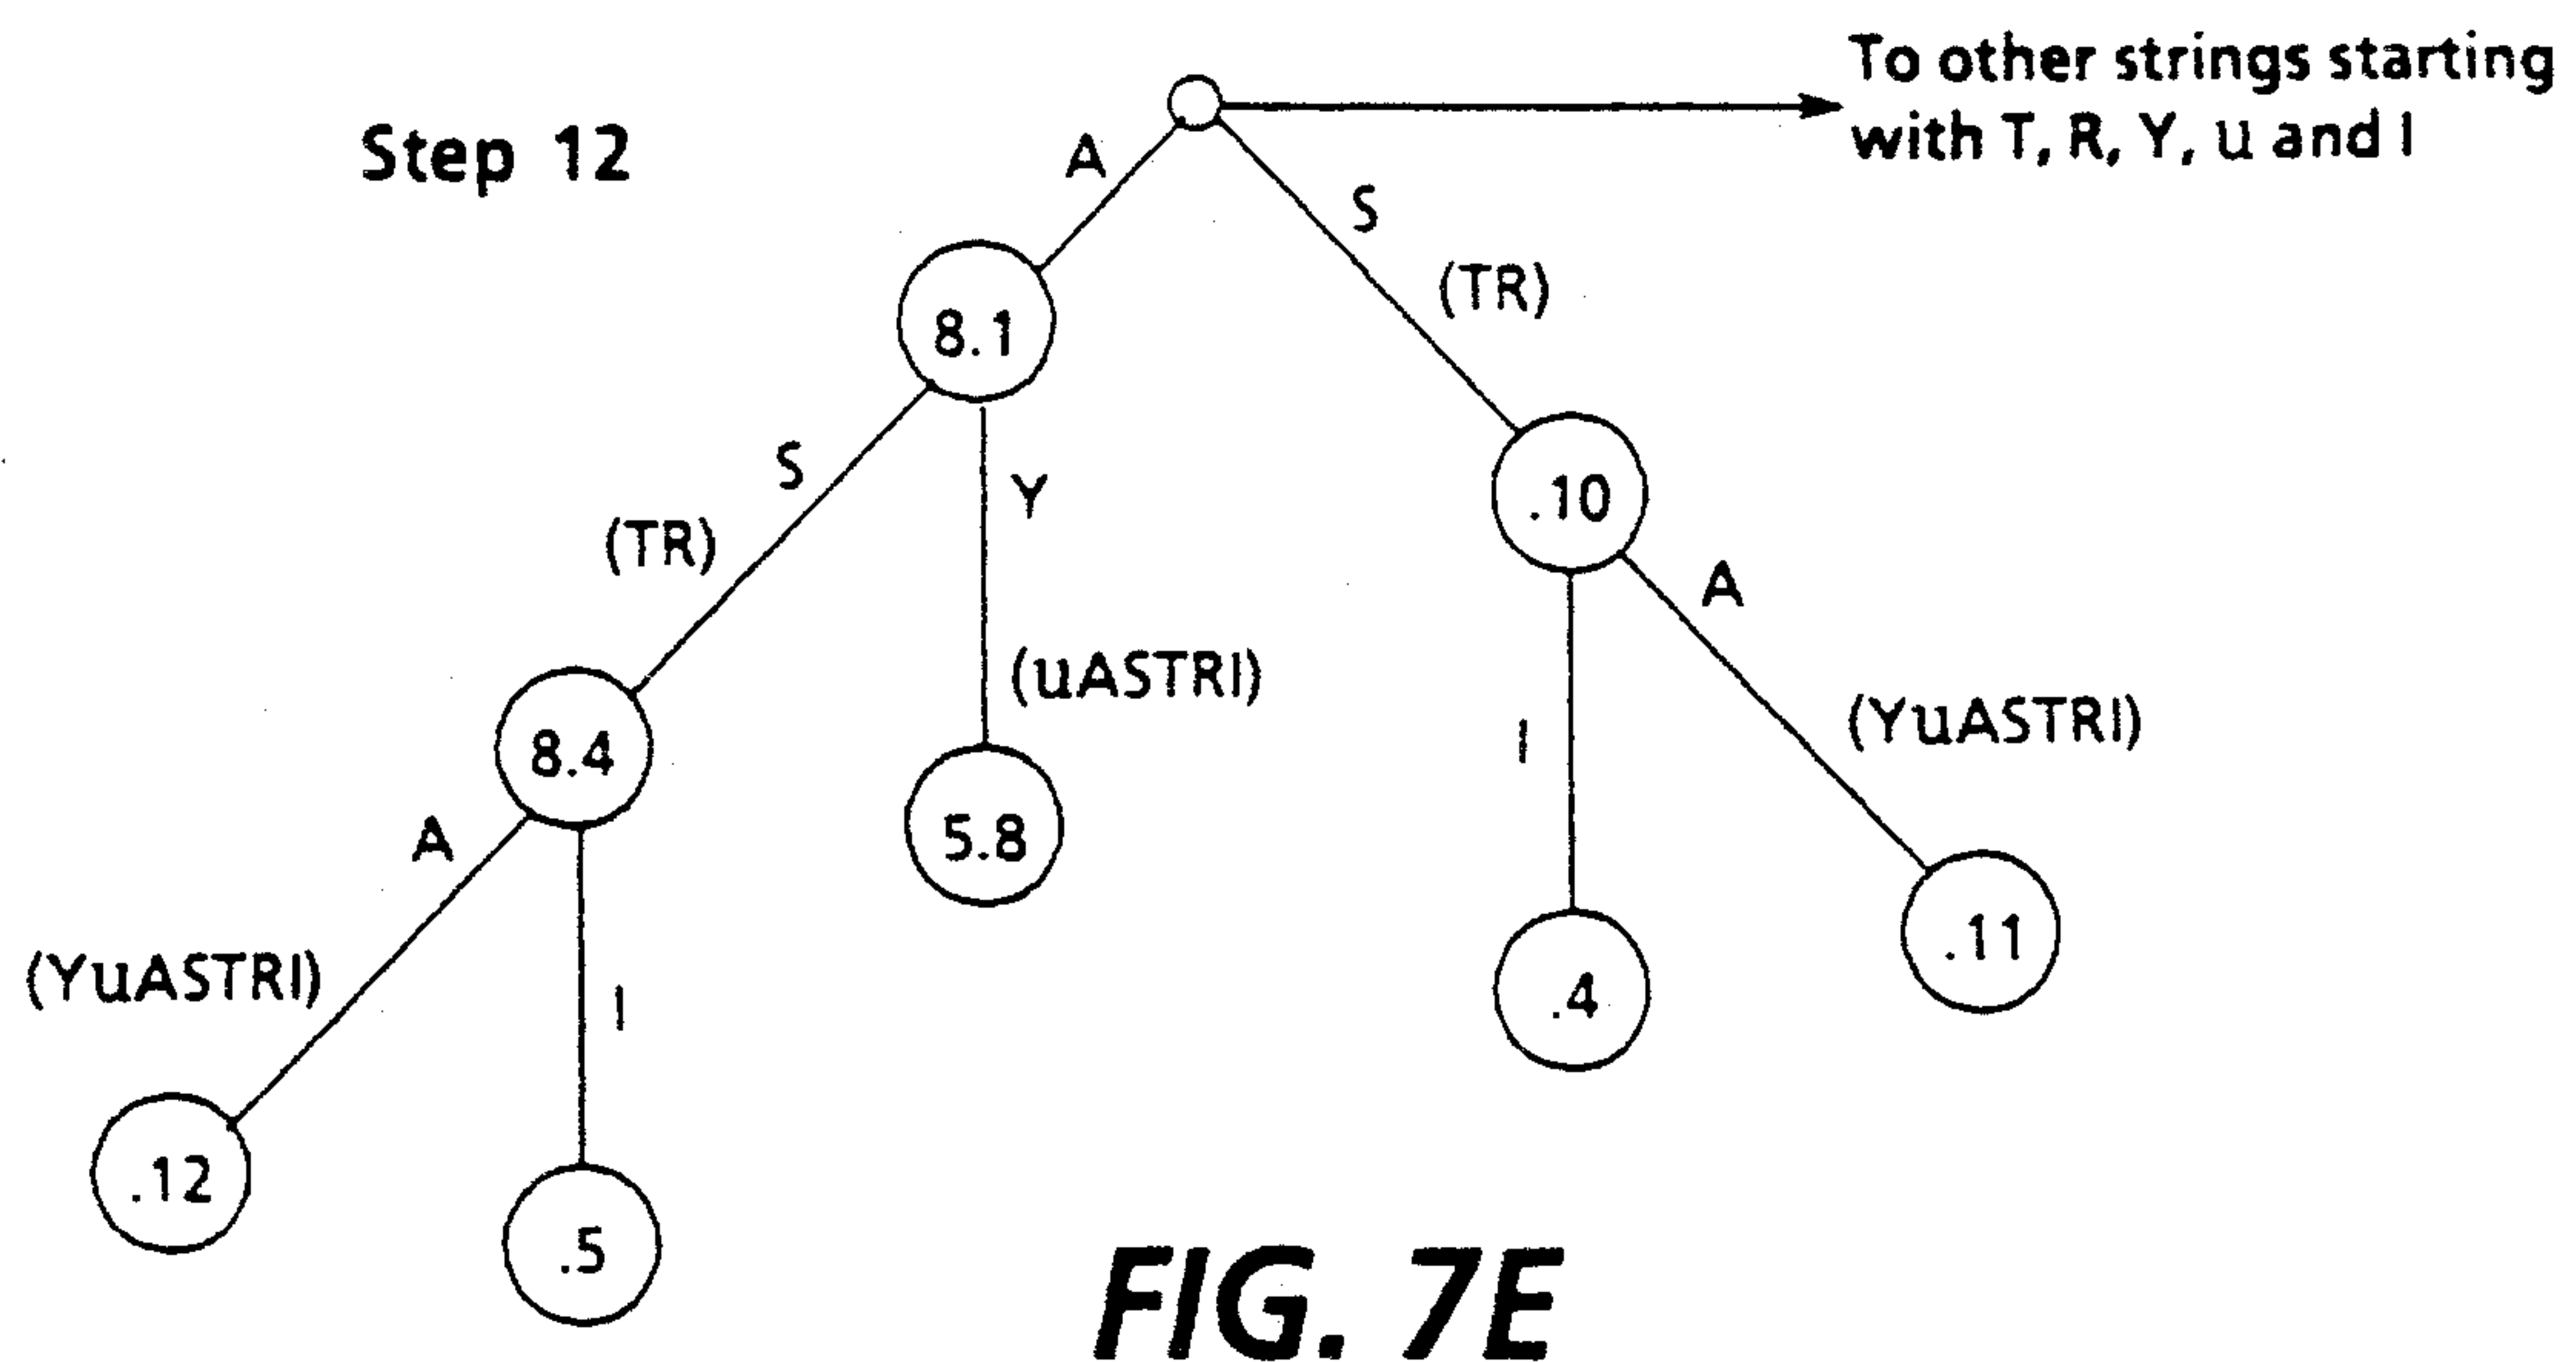 To other strings starting
with T, R, Y, u and I
Step 12
A
S
(TR)
8.1
S
(TR)
Y
(uASTRI)
.10
A
(YuASTRI)
I
8.4
5.8
A
(YuASTRI)
I
.4
.11
.12
.5
FIG. 7E